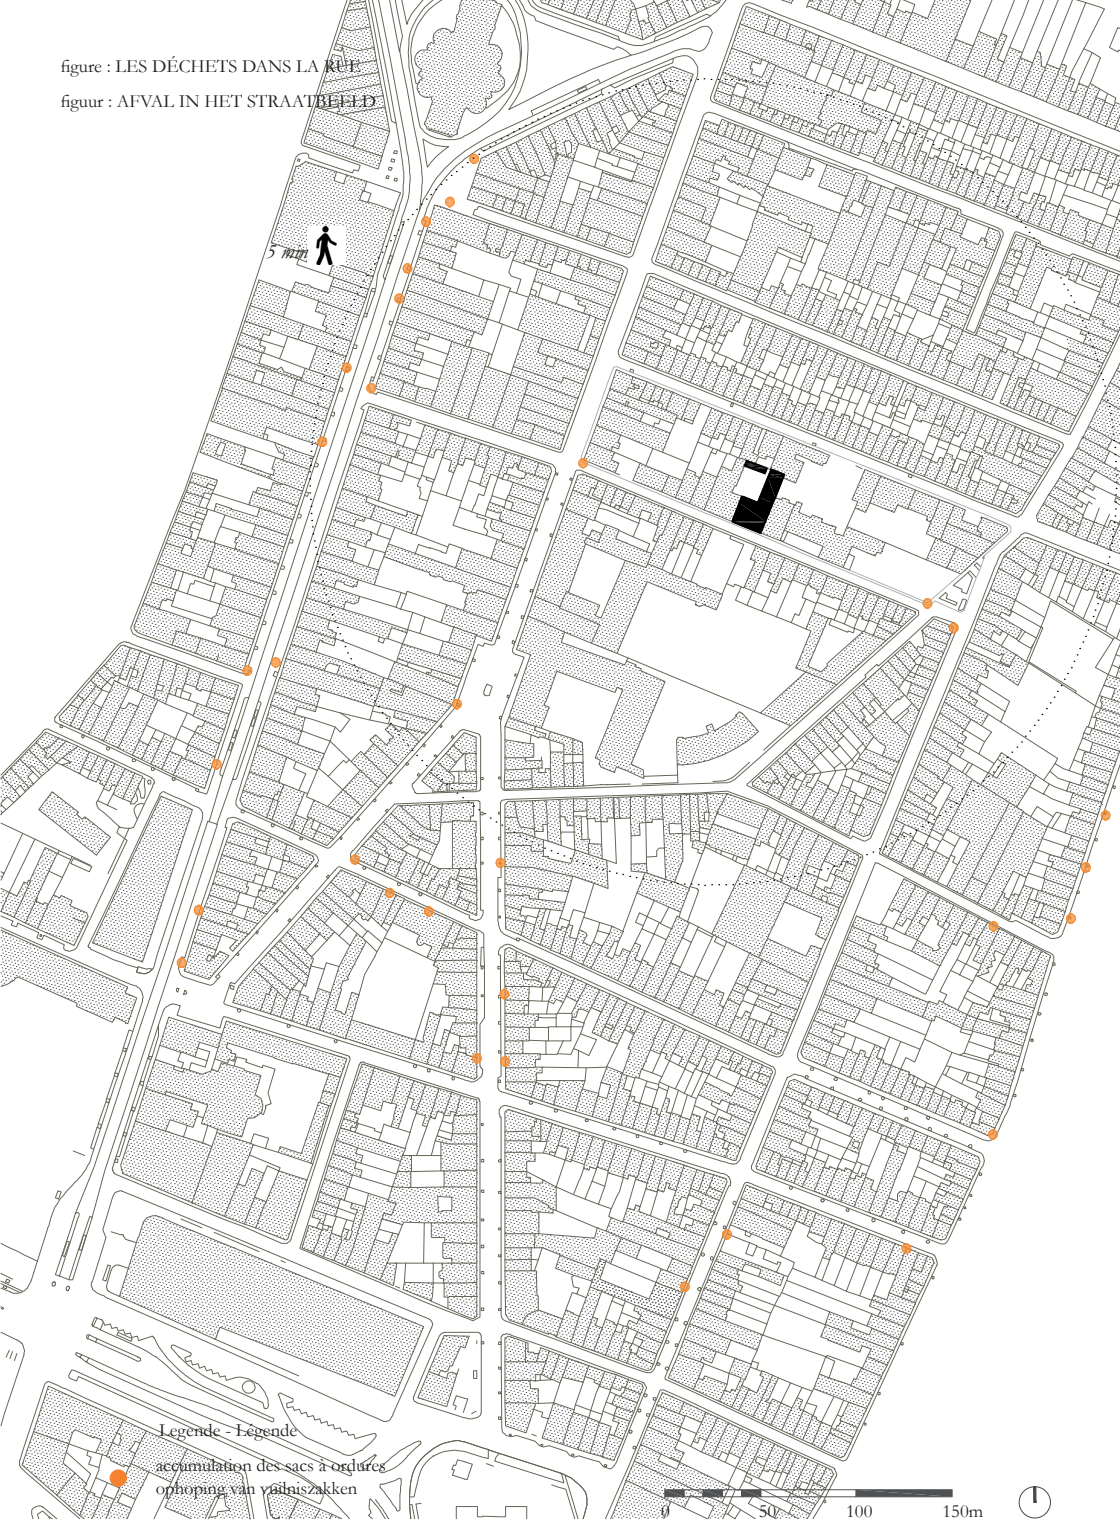 figure : LES DÉCHETS DANS LA RUE
figuur : AFVAL IN HET STRAATBEELD
5 min
Legende - Légende
accumulation des sacs à ordures
ophoping van vuilniszakken
0 50 100 150m